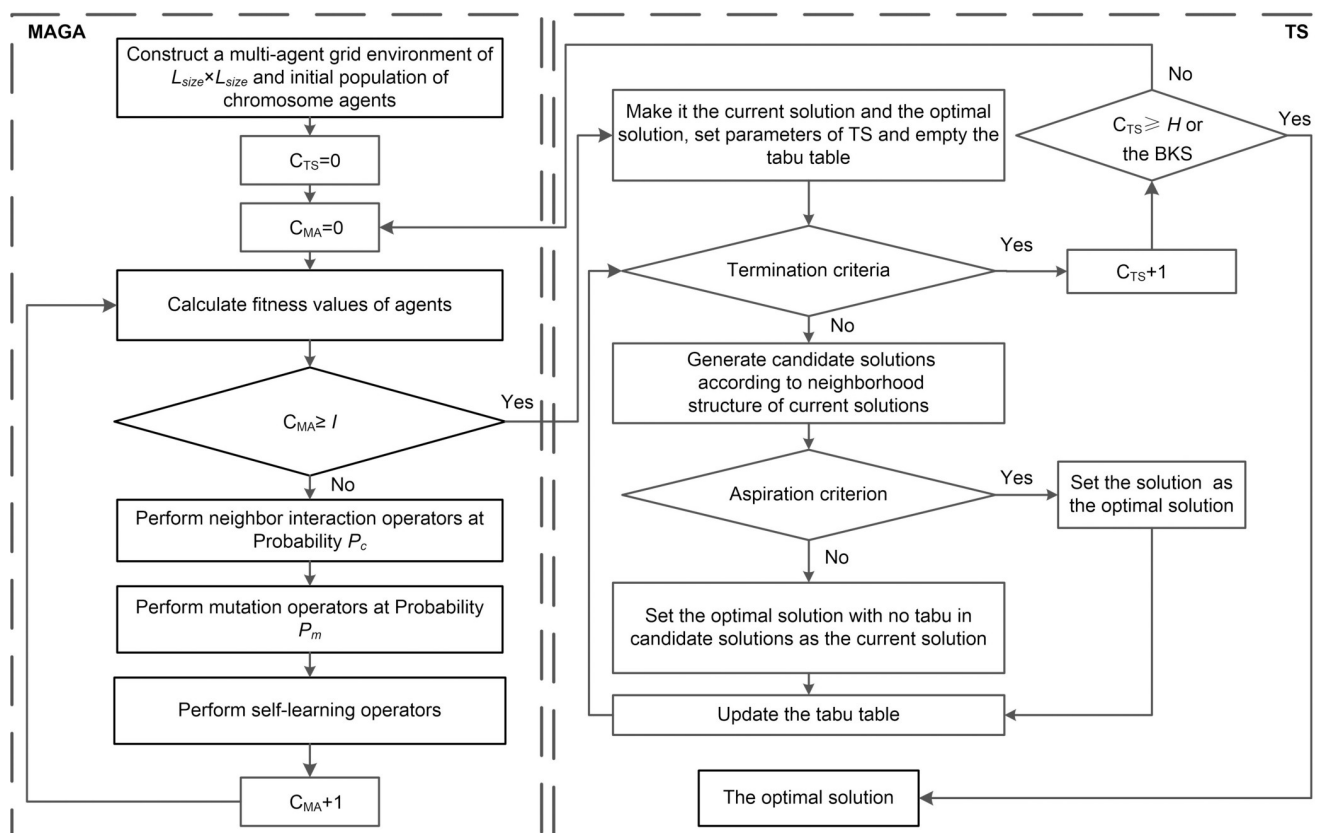 MAGA
Construct a multi-agent grid environment of
Lsize×Lsize and initial population of
chromosome agents
CTS=0
CMA=0
Calculate fitness values of agents
CMA≥ I
Yes
No
Perform neighbor interaction operators at
Probability Pc
Perform mutation operators at Probability
Pm
Perform self-learning operators
CMA+1
TS
Make it the current solution and the optimal
solution, set parameters of TS and empty the
tabu table
Termination criteria
Yes
CTS+1
CTS⩾ H or
the BKS
No
Yes
No
Generate candidate solutions
according to neighborhood
structure of current solutions
Aspiration criterion
Yes
Set the solution as
the optimal solution
No
Set the optimal solution with no tabu in
candidate solutions as the current solution
Update the tabu table
The optimal solution